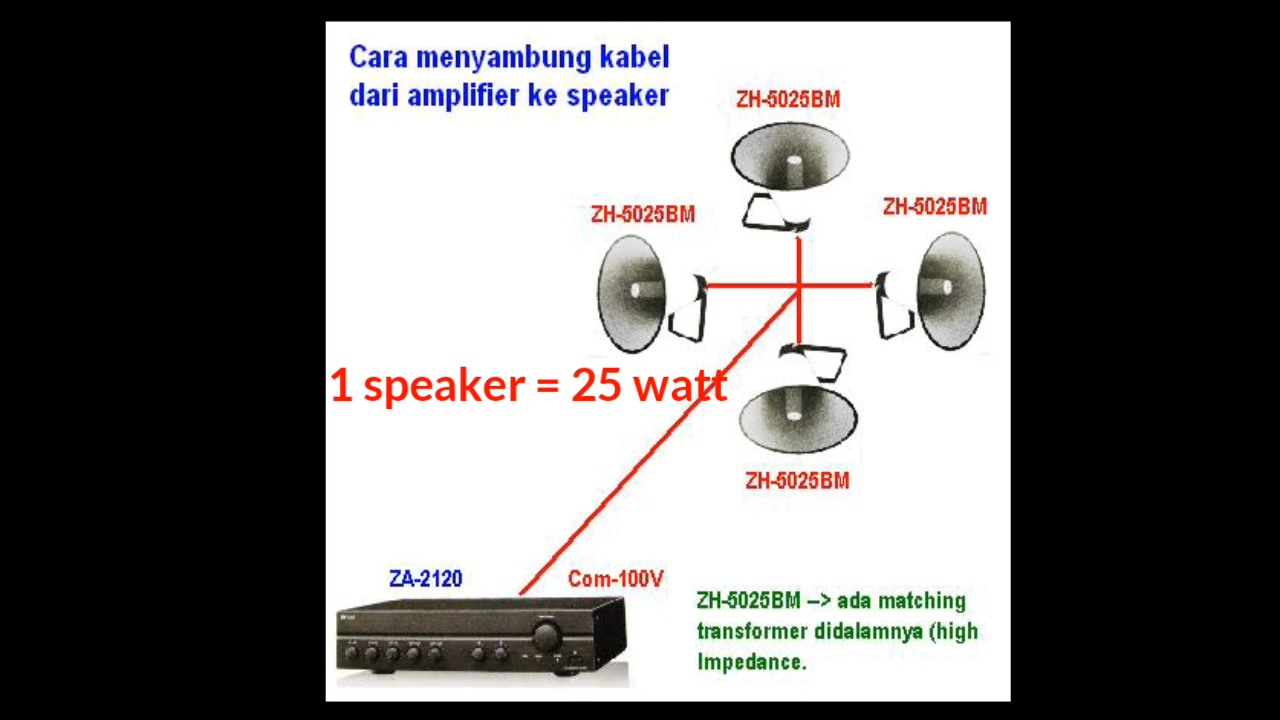 Cara menyambung kabel
dari amplifier ke speaker
ZH-5025BM
ZH-5025BM
ZH-5025BM
1 speaker = 25 watt
ZH-5025BM
ZA-2120
Com-100V
ZH-5025BM --> ada matching
transformer didalamnya (high
Impedance.